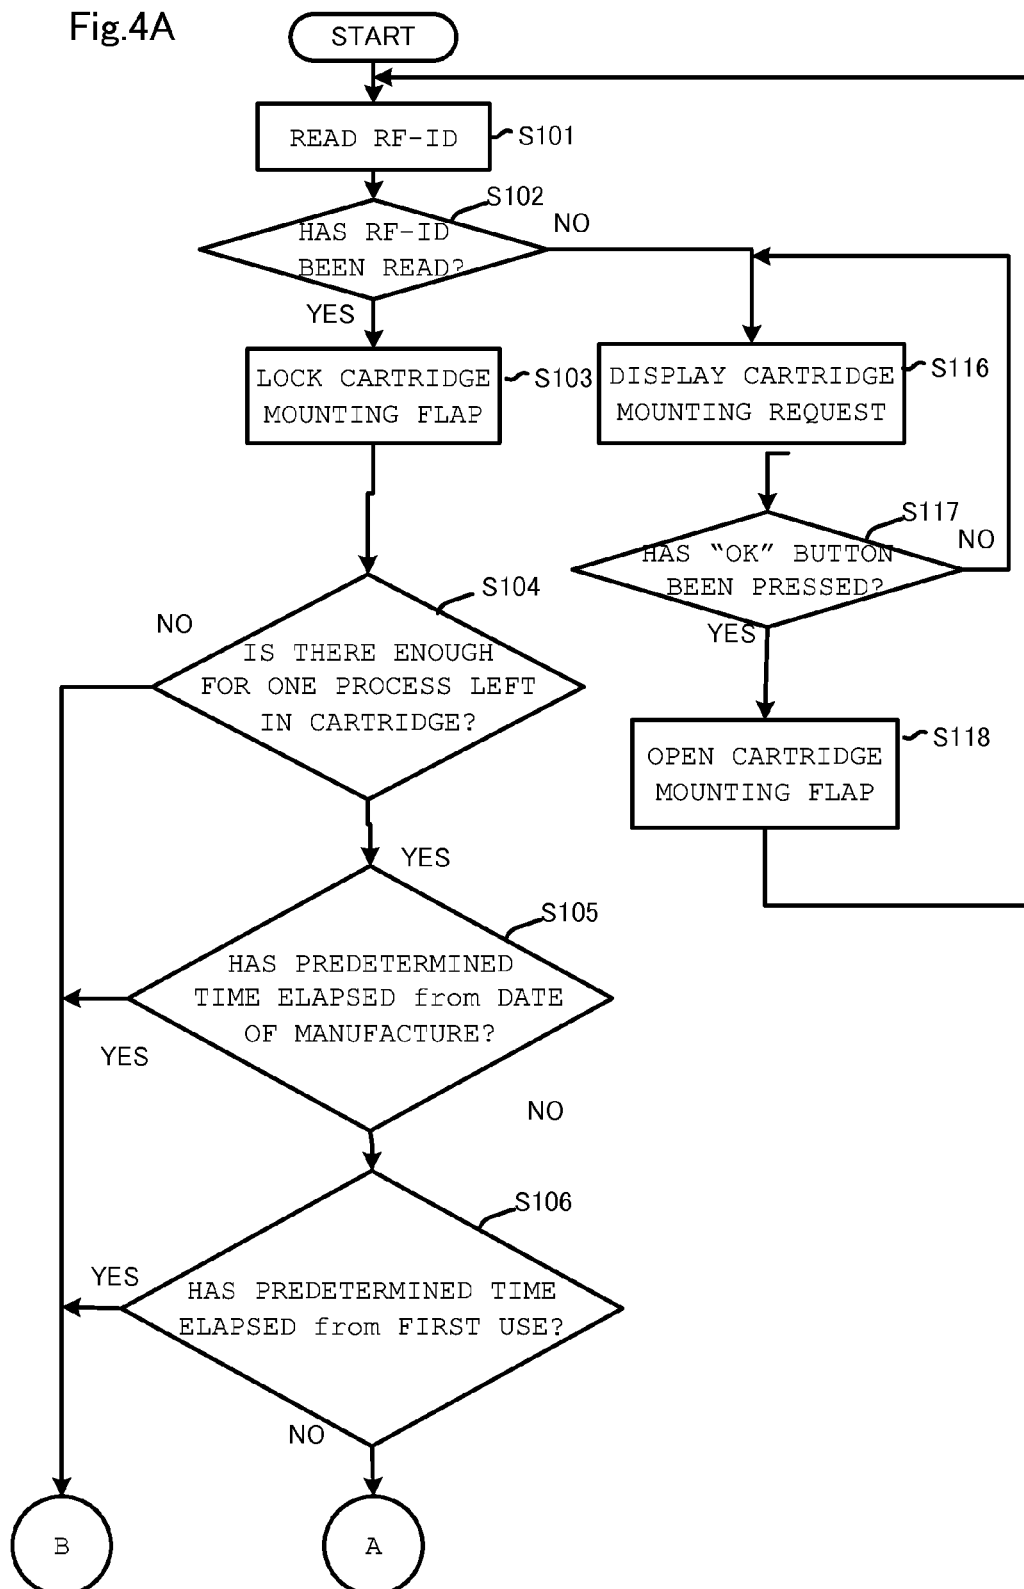 Fig.4A
START
READ RF-ID
S101
S102
HAS RF-ID
BEEN READ?
NO
YES
LOCK CARTRIDGE
MOUNTING FLAP
S103
DISPLAY CARTRIDGE
MOUNTING REQUEST
S116
S117
HAS “OK” BUTTON
BEEN PRESSED?
NO
YES
S104
NO
IS THERE ENOUGH
FOR ONE PROCESS LEFT
IN CARTRIDGE?
OPEN CARTRIDGE
MOUNTING FLAP
S118
YES
S105
HAS PREDETERMINED
TIME ELAPSED from DATE
OF MANUFACTURE?
YES
NO
S106
YES
HAS PREDETERMINED TIME
ELAPSED from FIRST USE?
NO
B
A